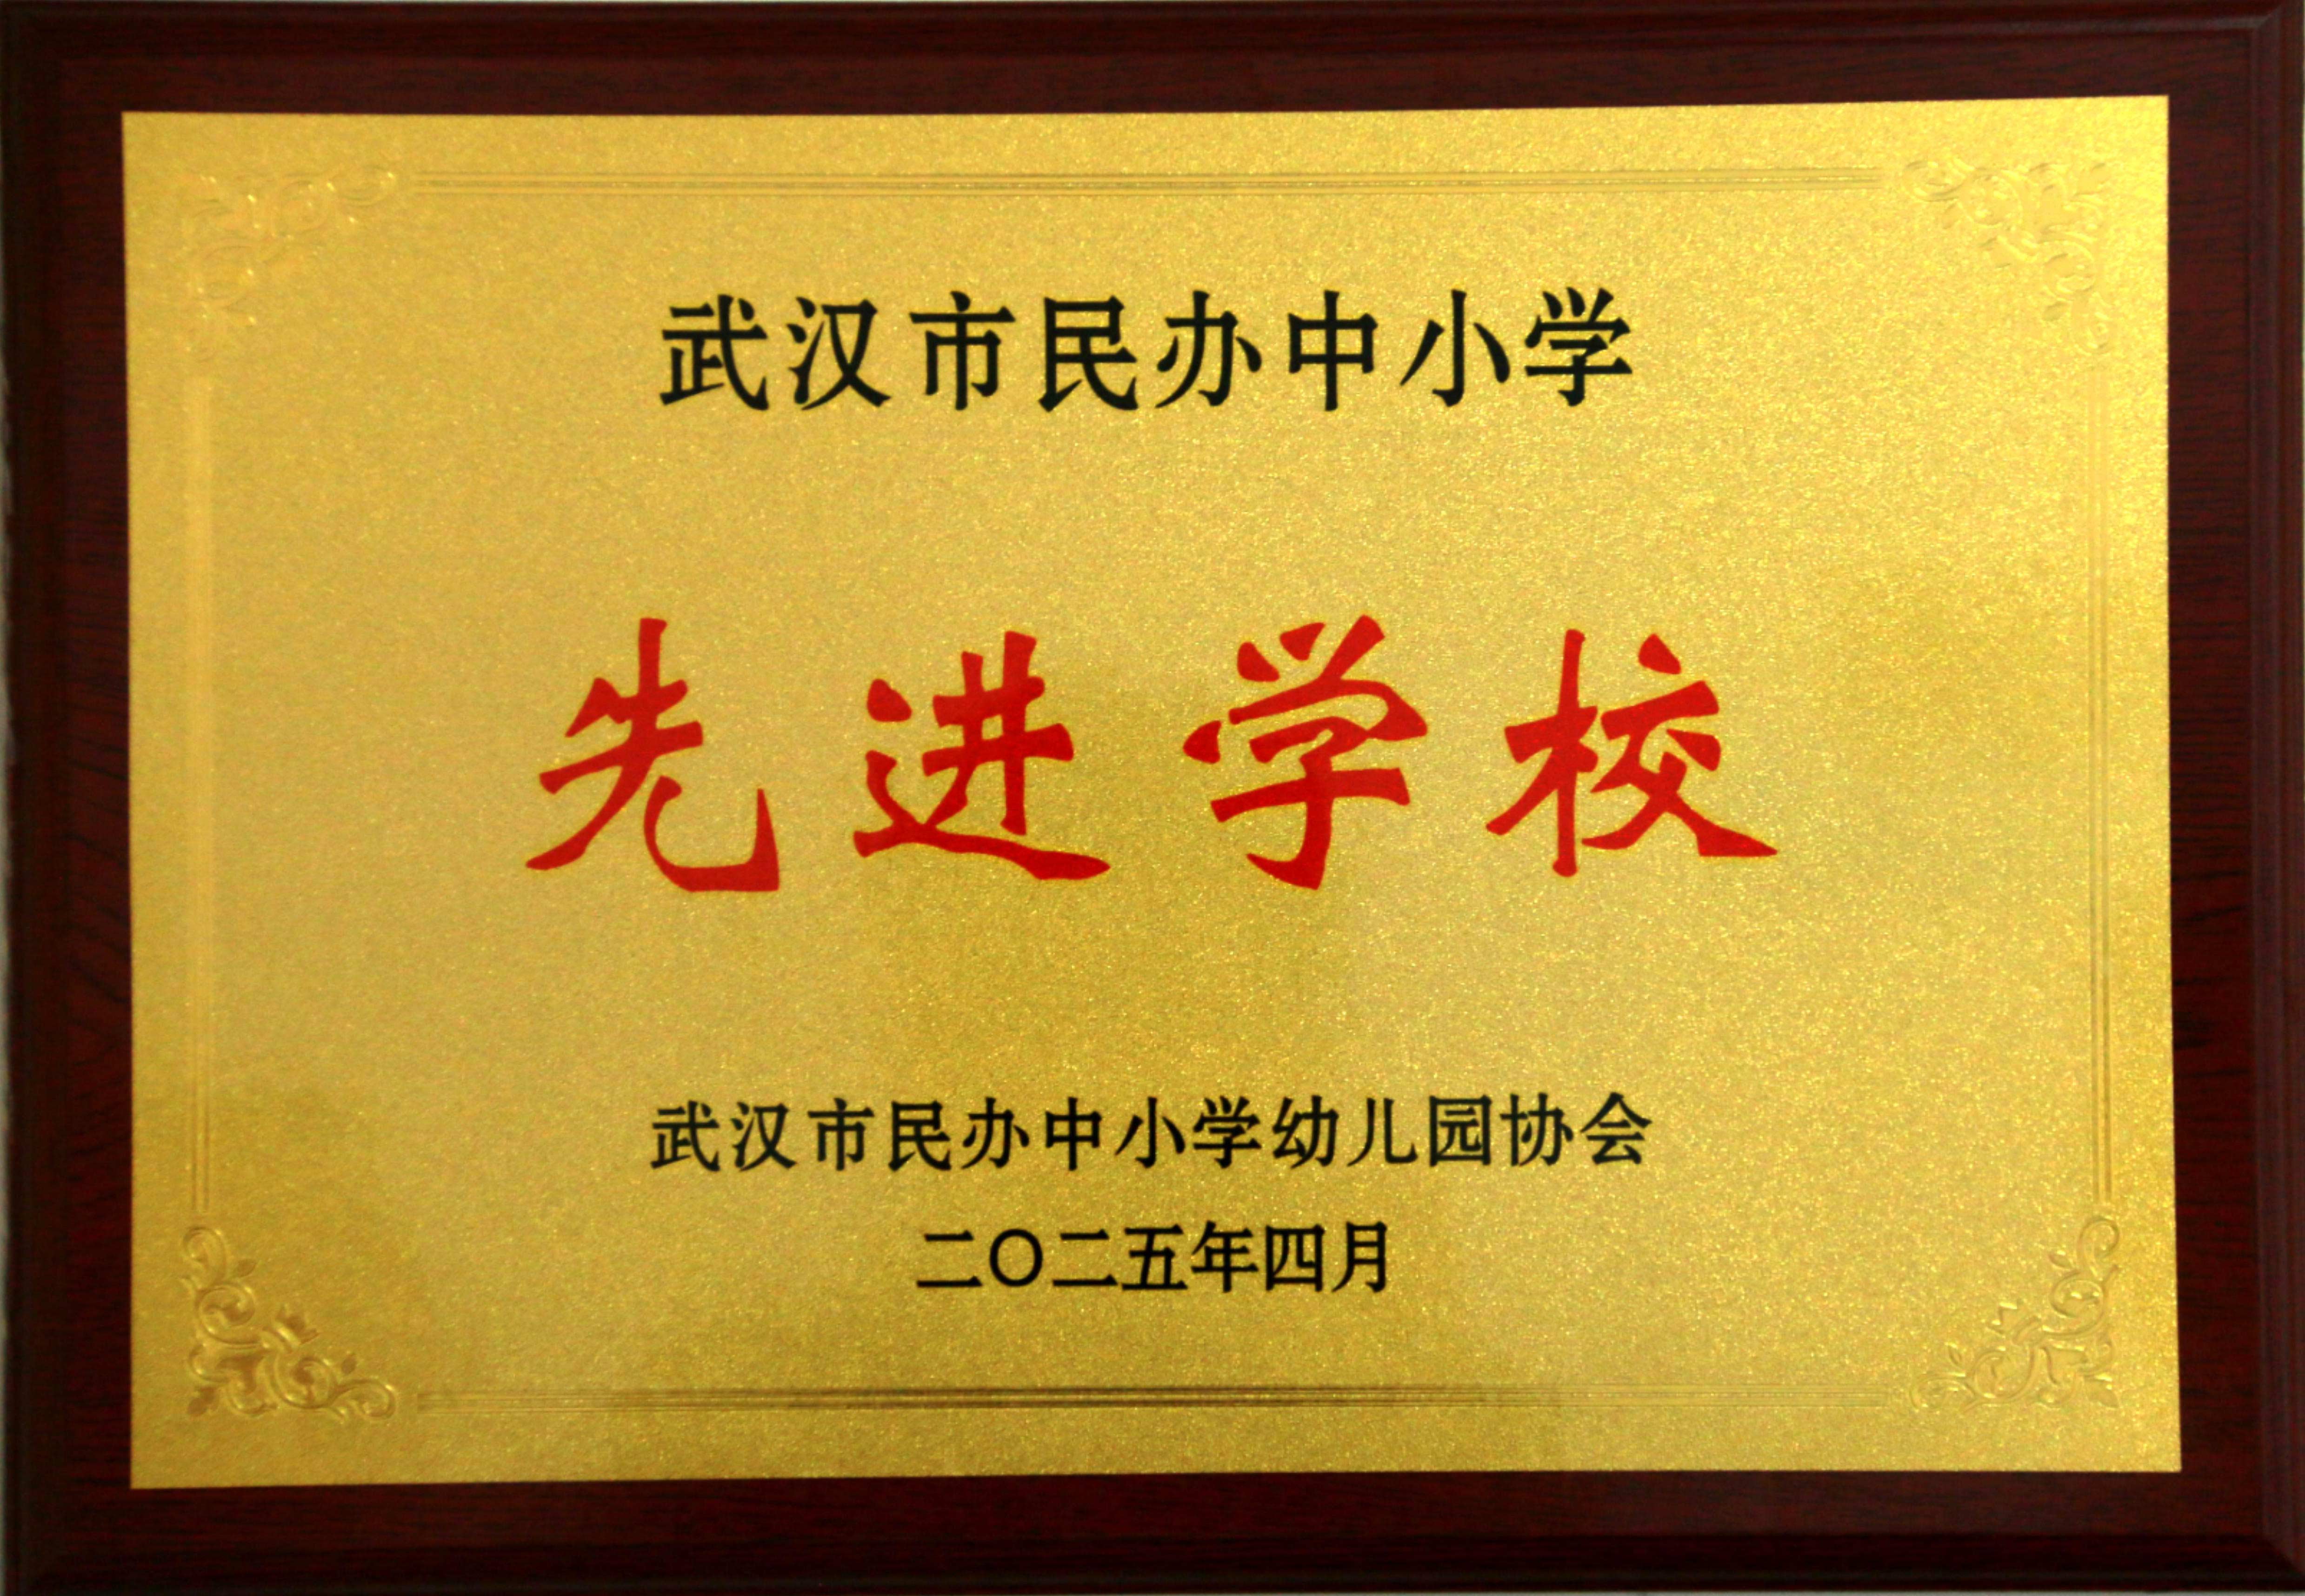 武汉市民办中小学
先进学校
武汉市民办中小学幼儿园协会
二〇二五年四月